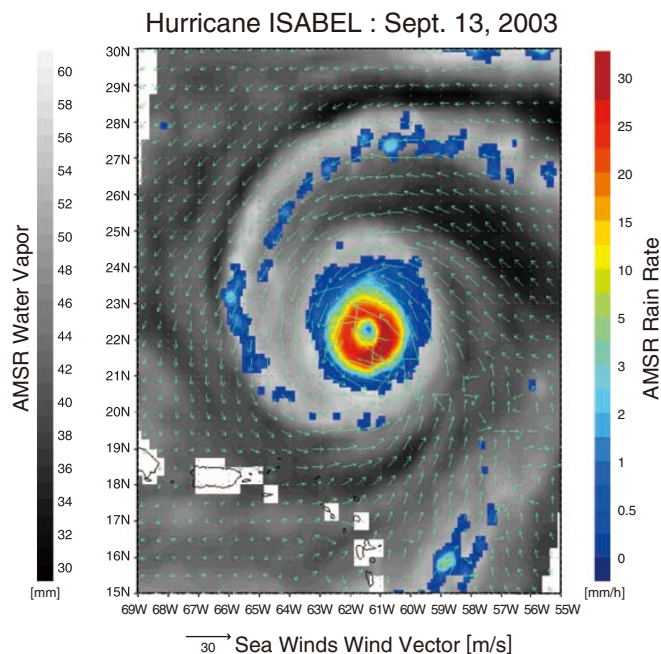 Hurricane ISABEL : Sept. 13, 2003
AMSR Water Vapor
60
58
56
54
52
50
48
46
44
42
40
38
36
34
32
30
[mm]
30N
29N
28N
27N
26N
25N
24N
23N
22N
21N
20N
19N
18N
17N
16N
15N
69W 68W 67W 66W 65W 64W 63W 62W 61W 60W 59W 58W 57W 56W 55W
30
25
20
15
10
5
3
2
1
0.5
0
[mm/h]
AMSR Rain Rate
30 Sea Winds Wind Vector [m/s]